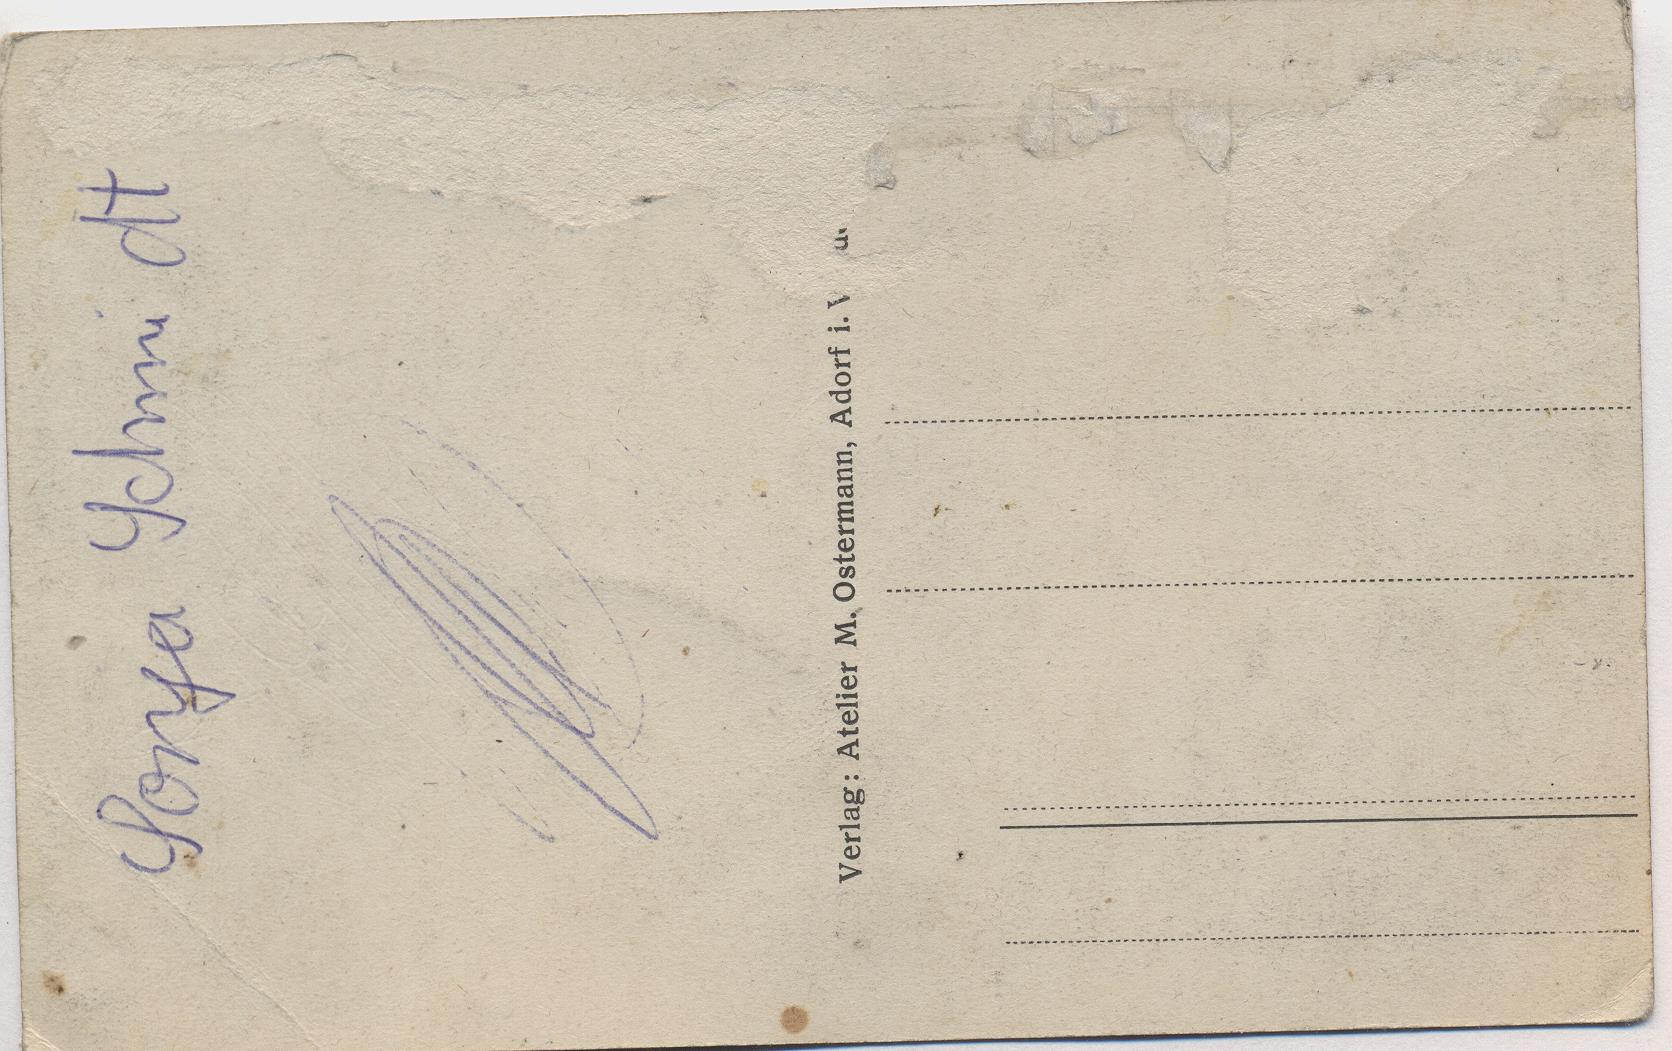 Sonja Schmidt
Verlag: Atelier M. Ostermann, Adorf i. V